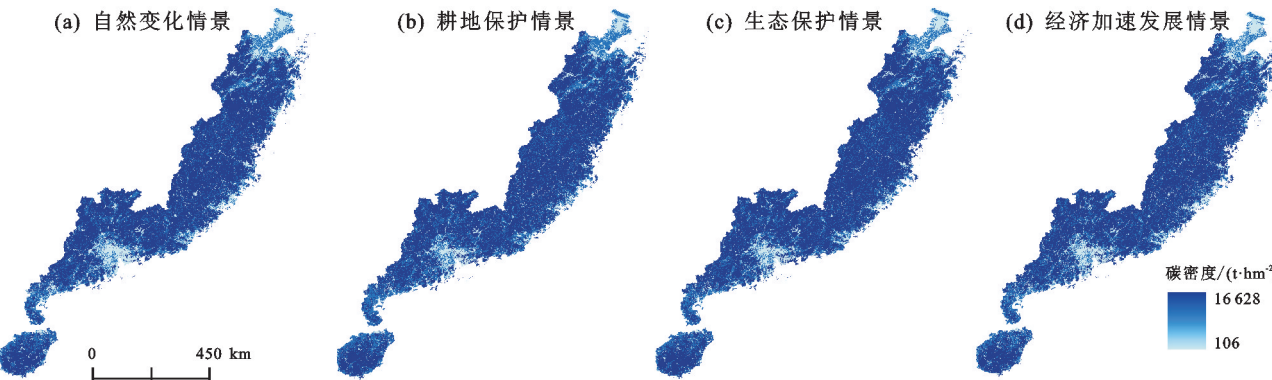 (a) 自然变化情景
(b) 耕地保护情景
(c) 生态保护情景
(d) 经济加速发展情景
碳密度/(t·hm⁻²
16 628
106
0 450 km